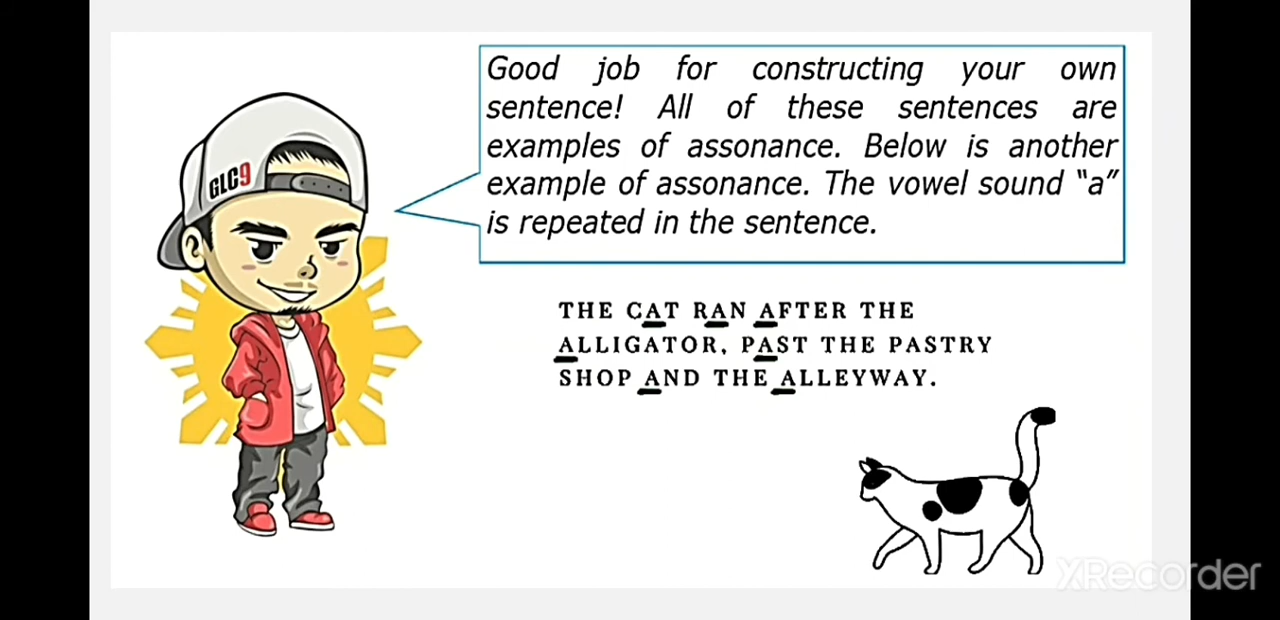 Good job for constructing your own
sentence! All of these sentences are
examples of assonance. Below is another
example of assonance. The vowel sound “a”
is repeated in the sentence.
GLC9
THE CAT RAN AFTER THE
ALLIGATOR, PAST THE PASTRY
SHOP AND THE ALLEYWAY.
XRecorder